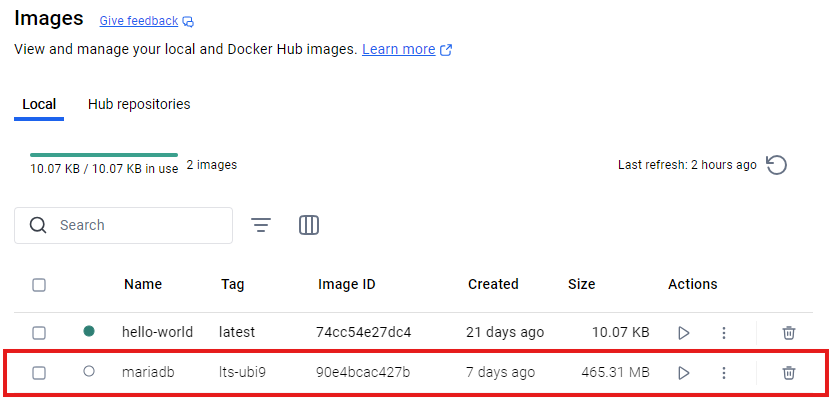 Images Give feedback
View and manage your local and Docker Hub images. Learn more
Local Hub repositories
10.07 KB / 10.07 KB in use 2 images Last refresh: 2 hours ago
Search
Name Tag Image ID Created Size Actions
hello-world latest 74cc54e27dc4 21 days ago 10.07 KB
mariadb lts-ubi9 90e4bcac427b 7 days ago 465.31 MB